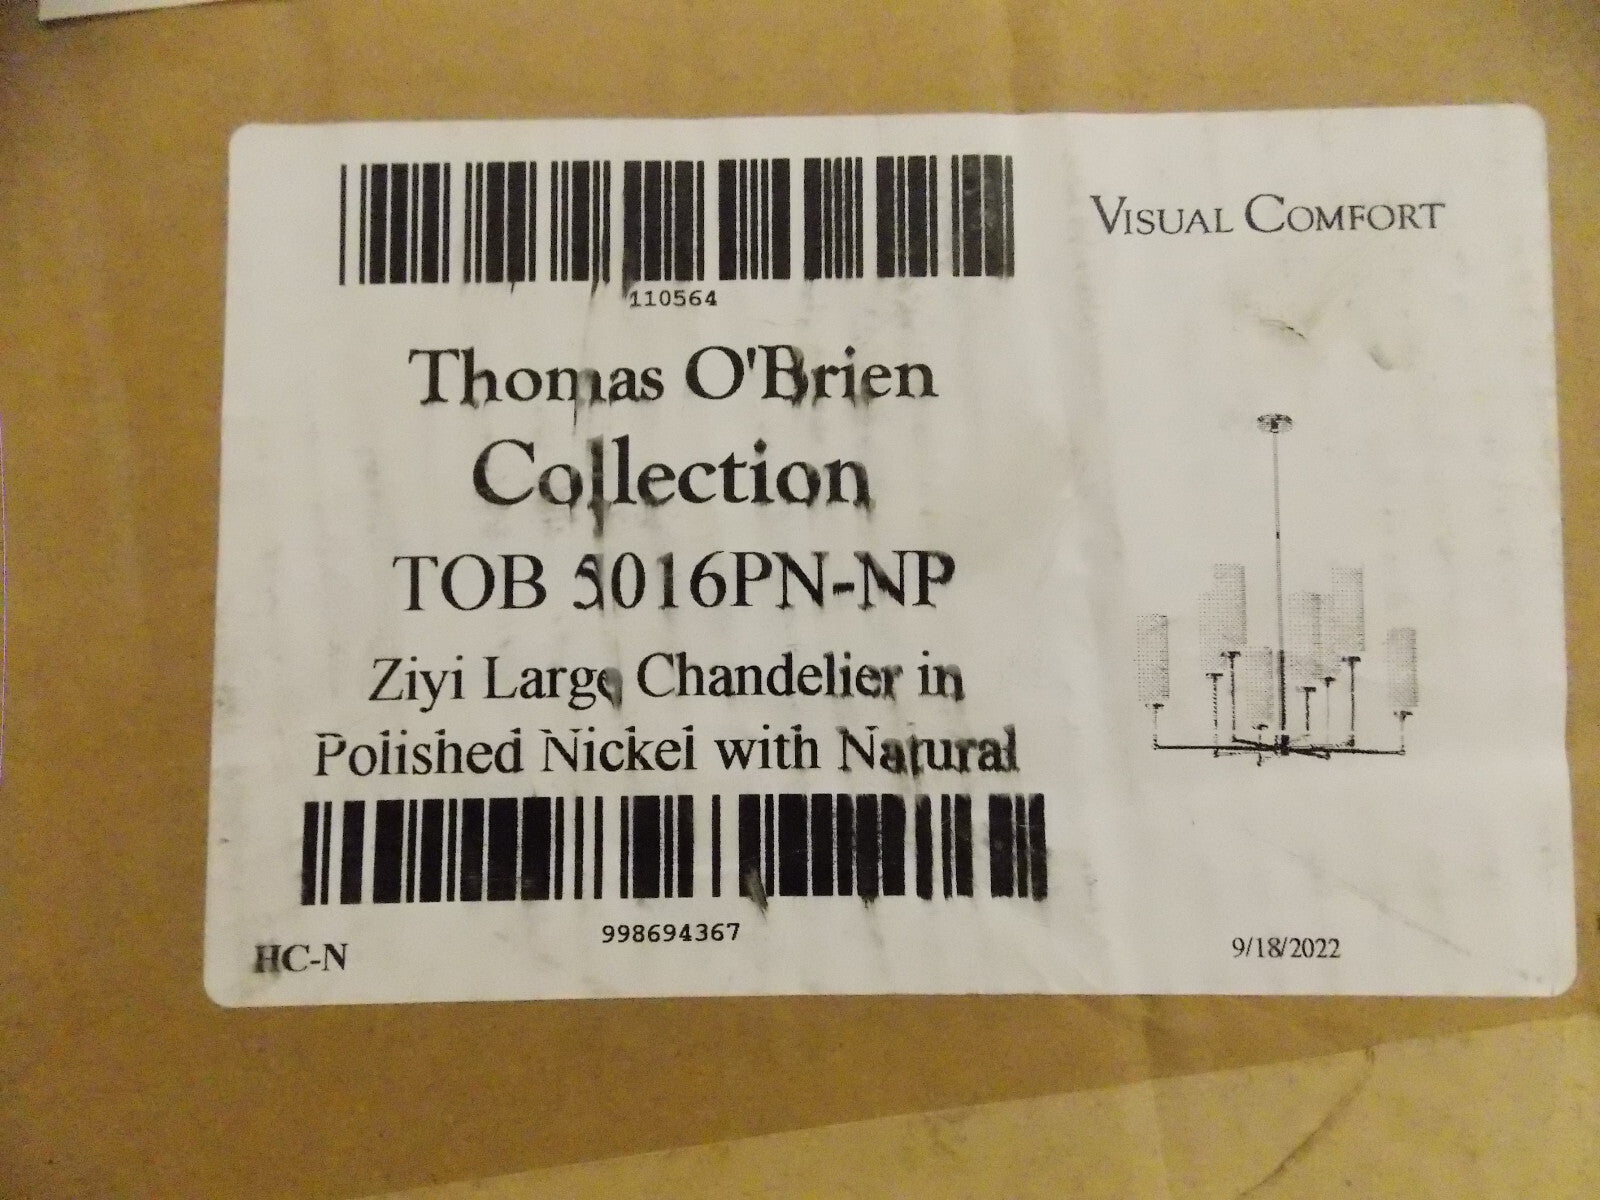 110564
VISUAL COMFORT
Thomas O'Brien
Collection
TOB 5016PN-NP
Ziyi Large Chandelier in
Polished Nickel with Natural
998694367
HC-N
9/18/2022